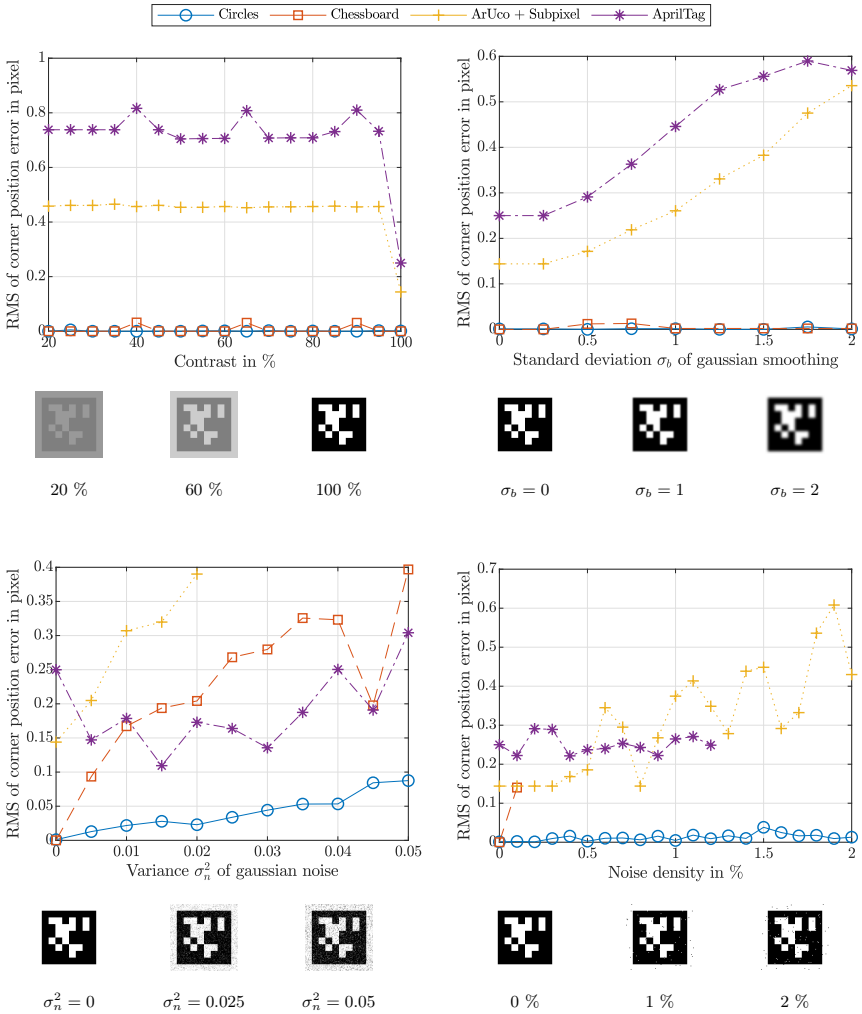 Circles Chessboard ArUco + Subpixel AprilTag
RMS of corner position error in pixel
1
0.8
0.6
0.4
0.2
0
20 40 60 80 100
Contrast in %
20 % 60 % 100 %
RMS of corner position error in pixel
0.6
0.5
0.4
0.3
0.2
0.1
0
0 0.5 1 1.5 2
Standard deviation σ_b of gaussian smoothing
σ_b = 0 σ_b = 1 σ_b = 2
RMS of corner position error in pixel
0.4
0.35
0.3
0.25
0.2
0.15
0.1
0.05
0
0 0.01 0.02 0.03 0.04 0.05
Variance σ_n^2 of gaussian noise
σ_n^2 = 0 σ_n^2 = 0.025 σ_n^2 = 0.05
RMS of corner position error in pixel
0.7
0.6
0.5
0.4
0.3
0.2
0.1
0
0 0.5 1 1.5 2
Noise density in %
0 % 1 % 2 %